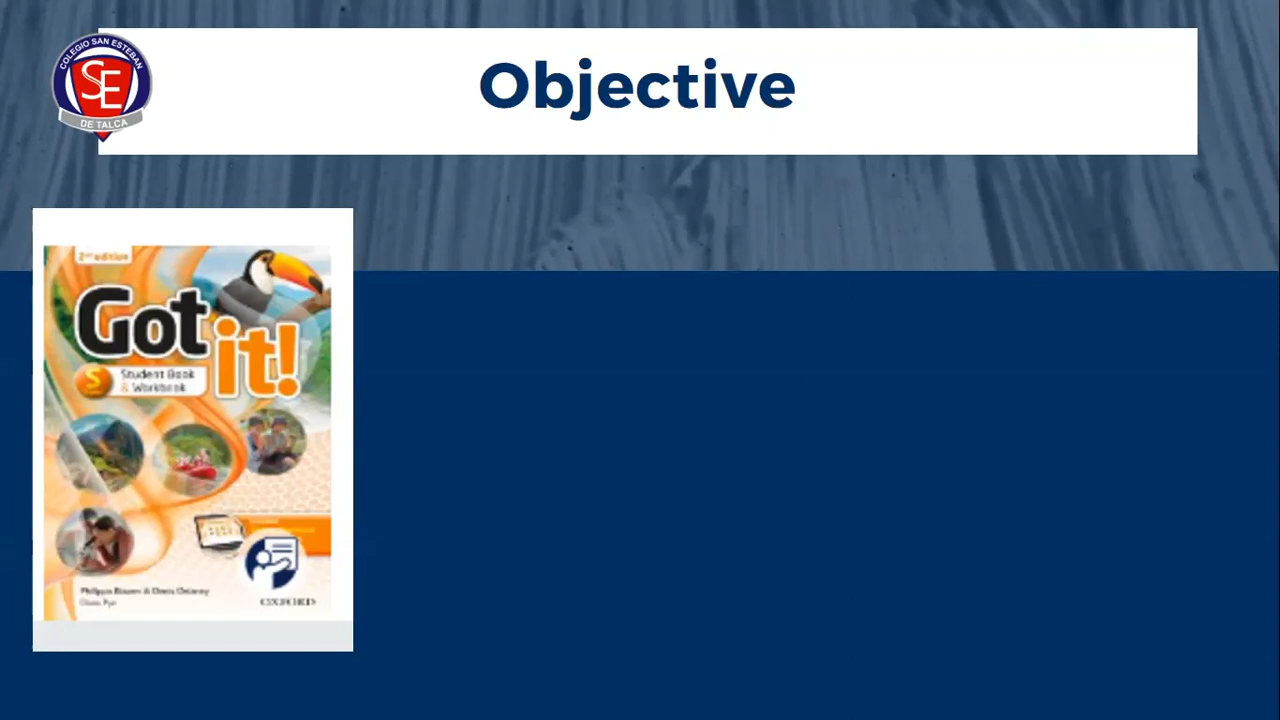 COLEGIO SAN ESTEBAN
SE
DE TALCA
Objective
2nd edition
Got it!
S
Student Book
& Workbook
OXFORD